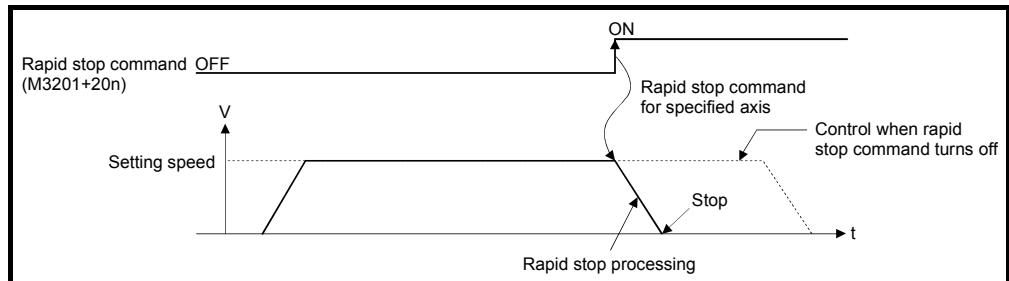 ON
Rapid stop command OFF
(M3201+20n)
Rapid stop command
for specified axis
V
Control when rapid
stop command turns off
Setting speed
Stop
t
Rapid stop processing